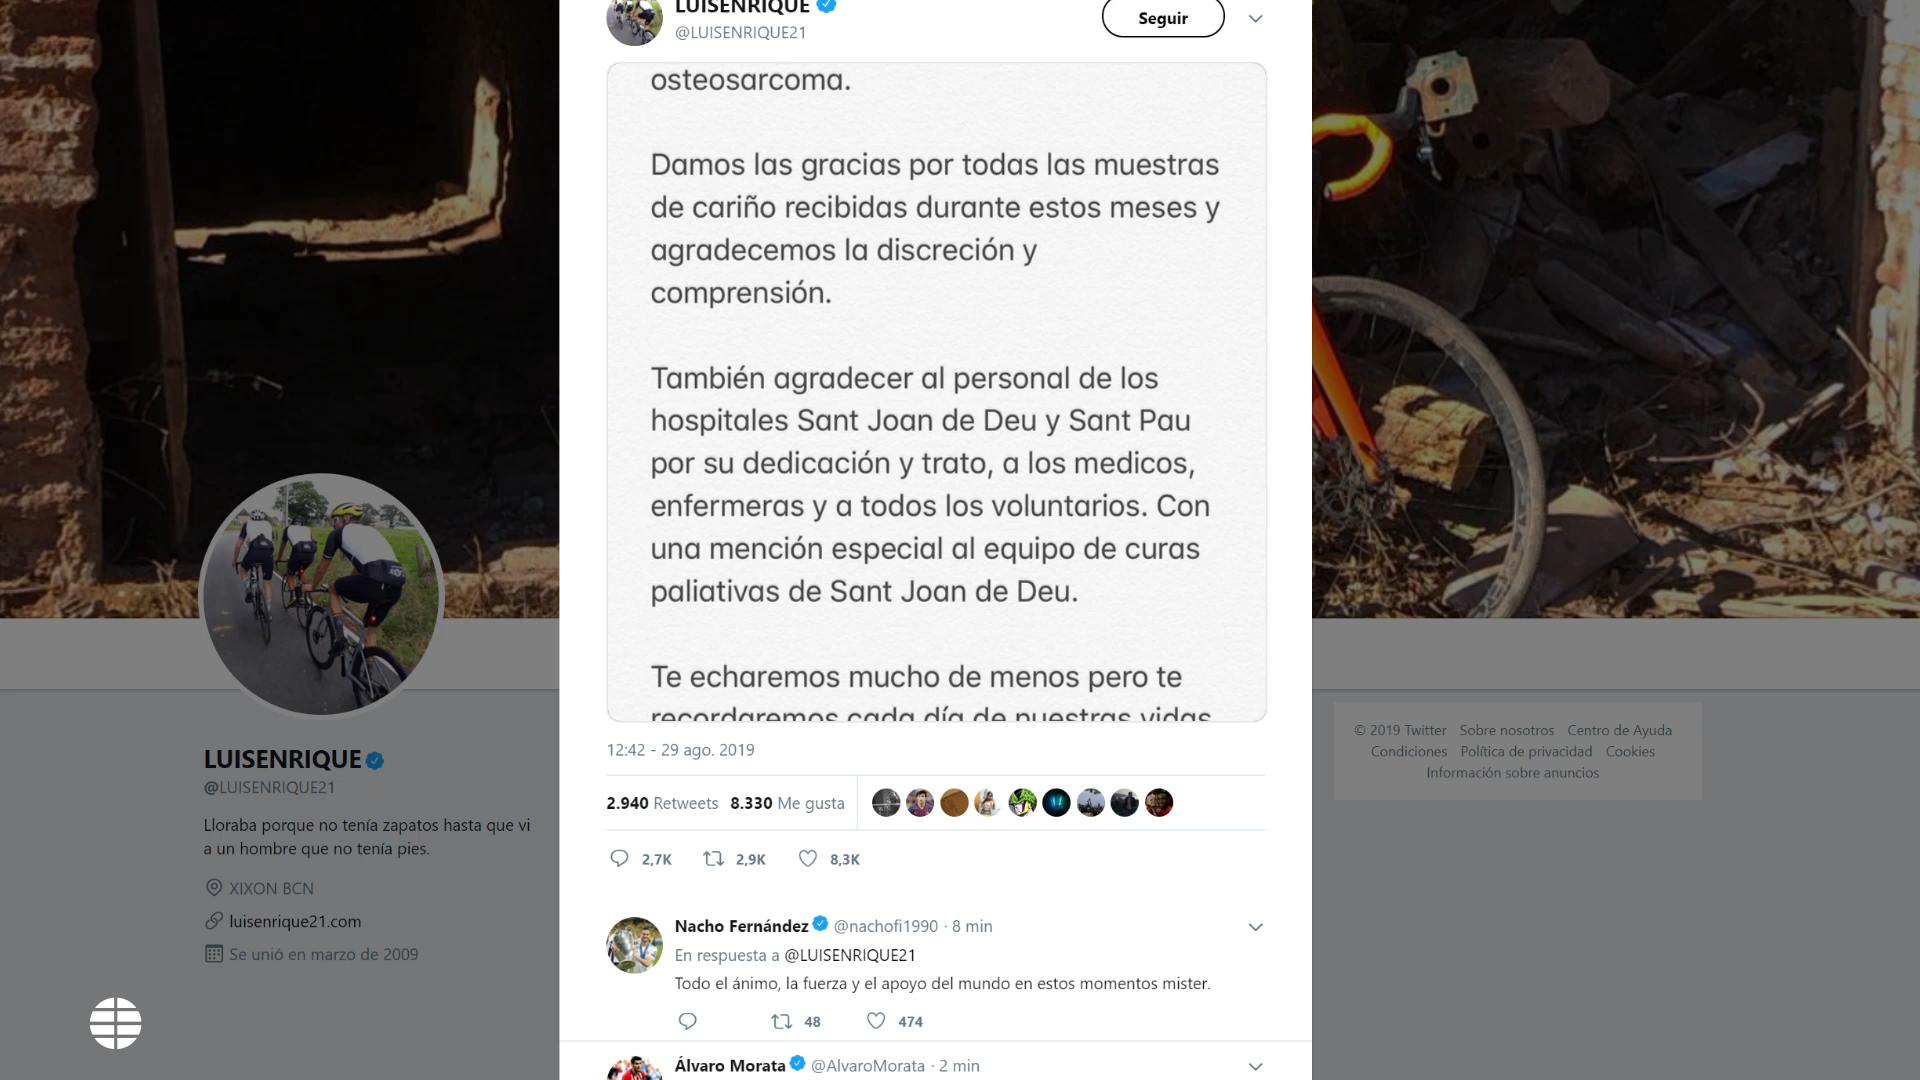 LUISENRIQUE
@LUISENRIQUE21
Seguir
osteosarcoma.
Damos las gracias por todas las muestras
de cariño recibidas durante estos meses y
agradecemos la discreción y
comprensión.
También agradecer al personal de los
hospitales Sant Joan de Deu y Sant Pau
por su dedicación y trato, a los medicos,
enfermeras y a todos los voluntarios. Con
una mención especial al equipo de curas
paliativas de Sant Joan de Deu.
Te echaremos mucho de menos pero te
recordaremos cada día de nuestras vidas
12:42 - 29 ago. 2019
2.940 Retweets 8.330 Me gusta
2,7K 2,9K 8,3K
Nacho Fernández @nachofi1990 · 8 min
En respuesta a @LUISENRIQUE21
Todo el ánimo, la fuerza y el apoyo del mundo en estos momentos mister.
48 474
Álvaro Morata @AlvaroMorata · 2 min
LUISENRIQUE
@LUISENRIQUE21
Lloraba porque no tenía zapatos hasta que vi
a un hombre que no tenía pies.
XIXON BCN
luisenrique21.com
Se unió en marzo de 2009
© 2019 Twitter Sobre nosotros Centro de Ayuda
Condiciones Política de privacidad Cookies
Información sobre anuncios